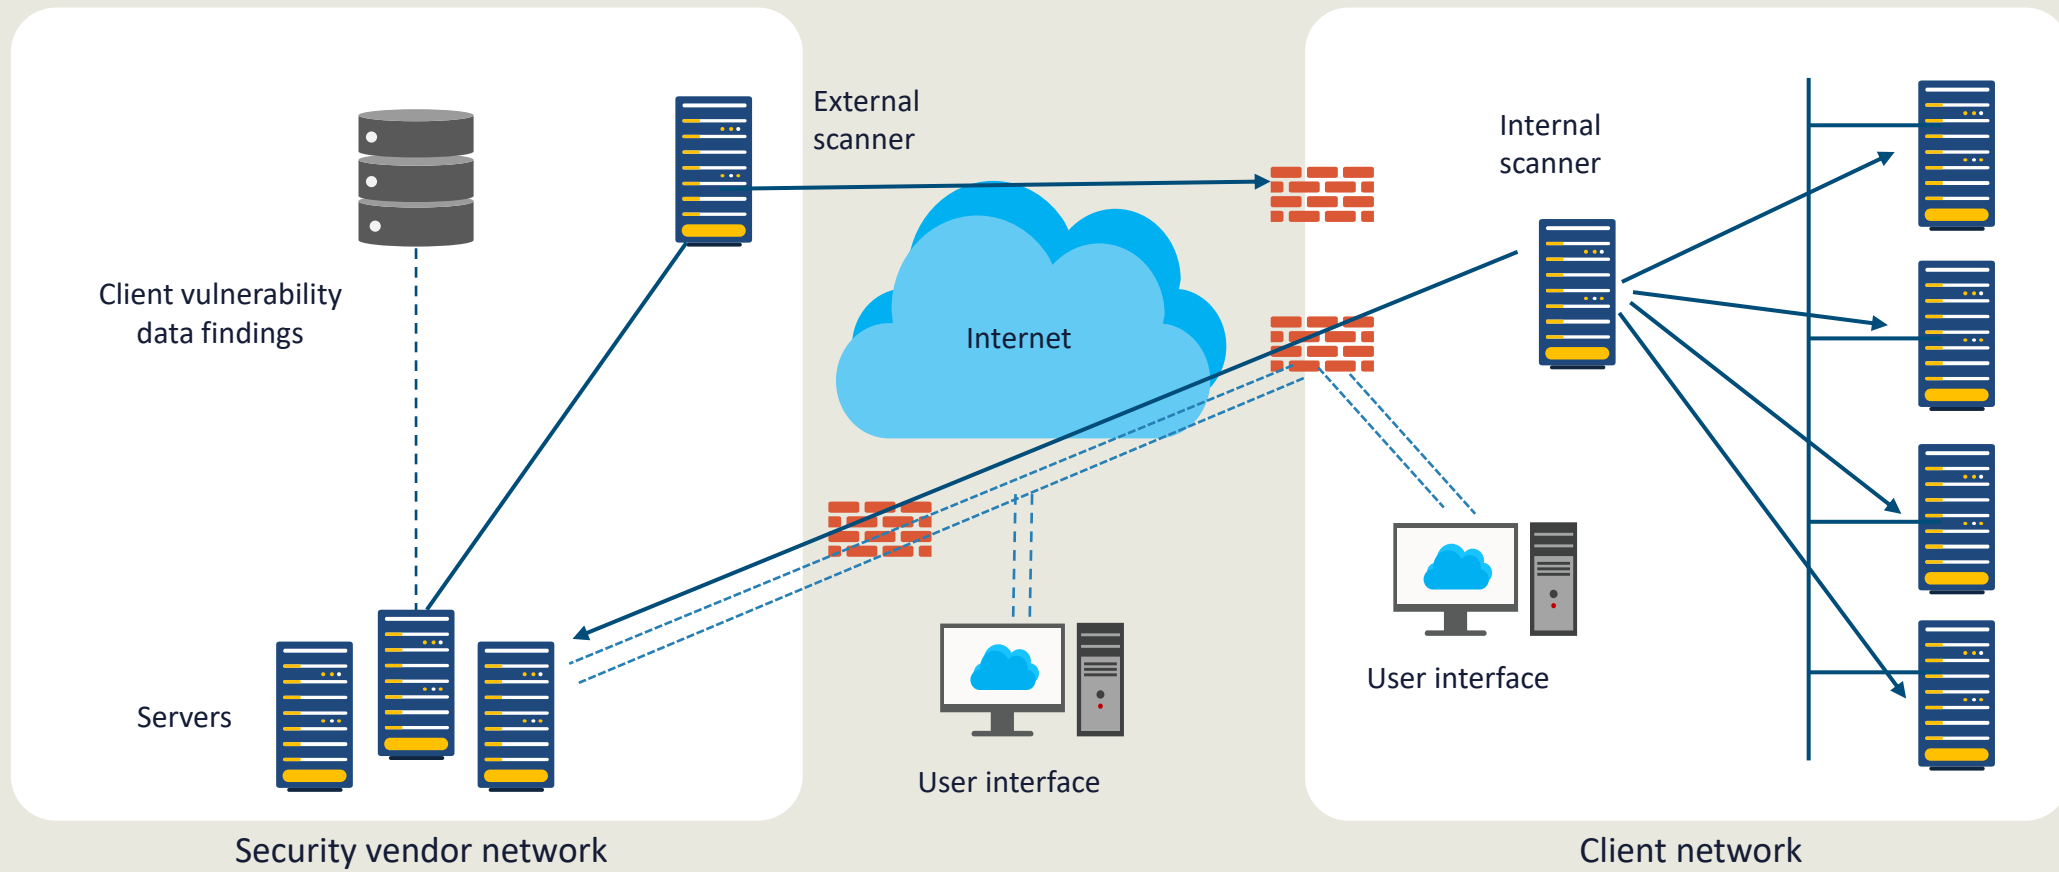 External
scanner
Internal
scanner
Client vulnerability
data findings
Internet
Servers
User interface
User interface
Security vendor network
Client network